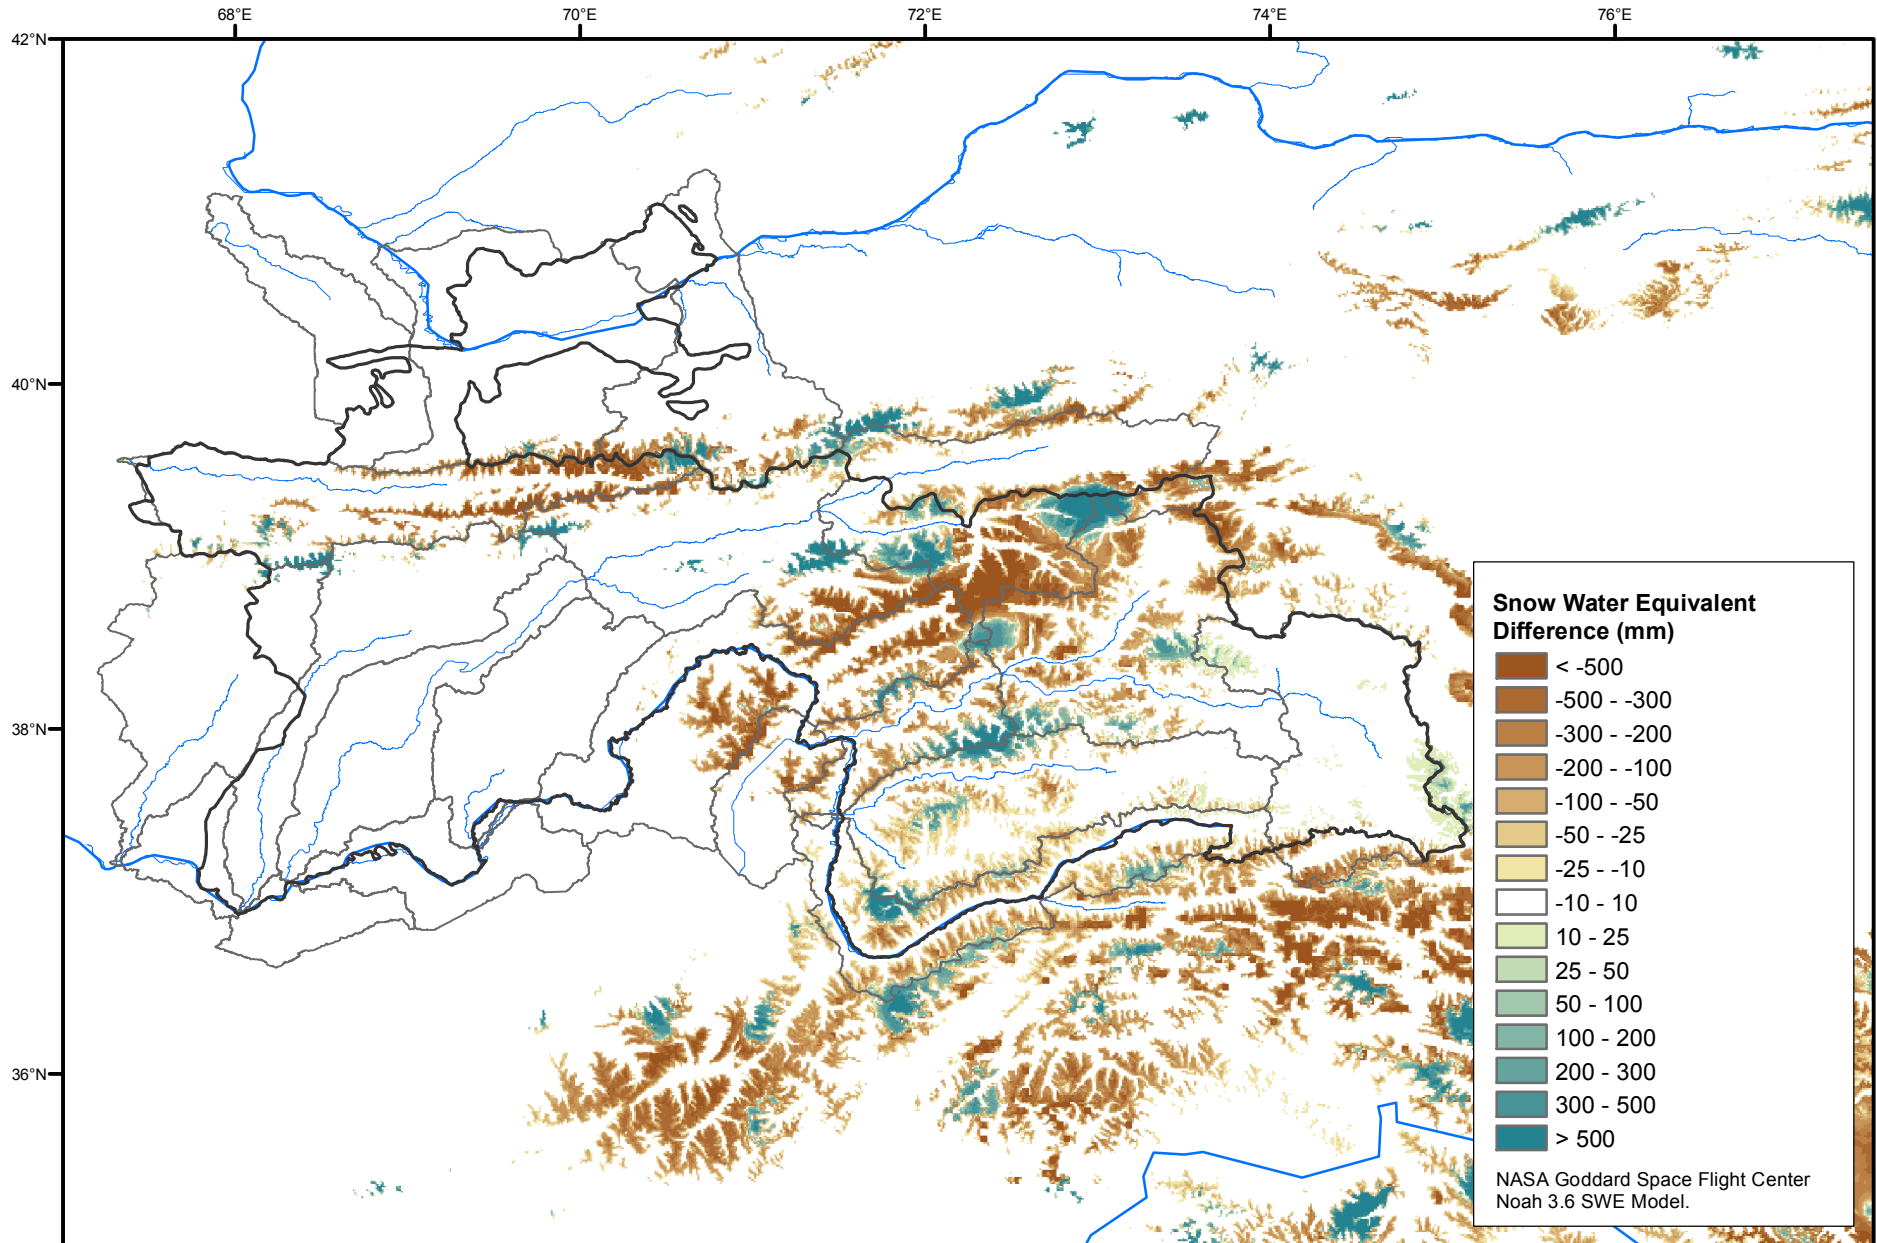 68°E
70°E
72°E
74°E
76°E
42°N
40°N
38°N
36°N
Snow Water Equivalent
Difference (mm)
< -500
-500 - -300
-300 - -200
-200 - -100
-100 - -50
-50 - -25
-25 - -10
-10 - 10
10 - 25
25 - 50
50 - 100
100 - 200
200 - 300
300 - 500
> 500
NASA Goddard Space Flight Center
Noah 3.6 SWE Model.